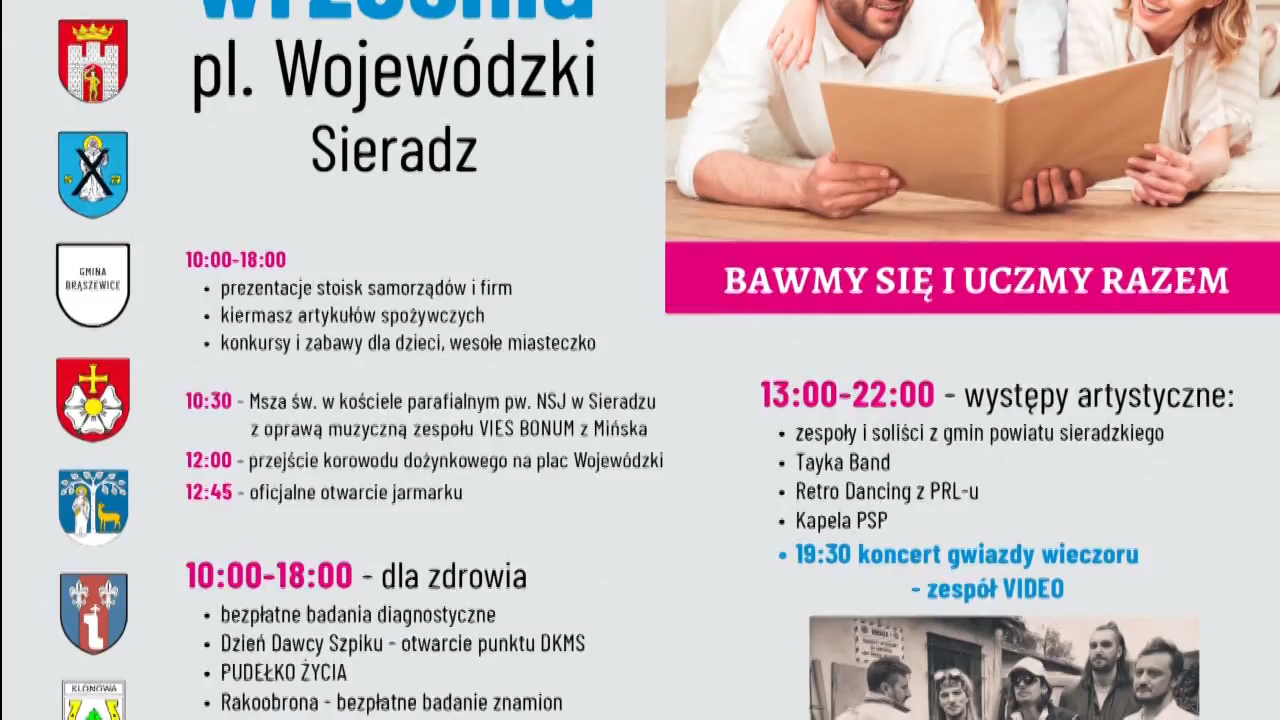 września
pl. Wojewódzki
Sieradz
GMINA
BRĄSZEWICE
KLONOWA
10:00-18:00
• prezentacje stoisk samorządów i firm
• kiermasz artykułów spożywczych
• konkursy i zabawy dla dzieci, wesołe miasteczko
10:30 - Msza św. w kościele parafialnym pw. NSJ w Sieradzu
z oprawą muzyczną zespołu VIES BONUM z Mińska
12:00 - przejście korowodu dożynkowego na plac Wojewódzki
12:45 - oficjalne otwarcie jarmarku
10:00-18:00 - dla zdrowia
• bezpłatne badania diagnostyczne
• Dzień Dawcy Szpiku - otwarcie punktu DKMS
• PUDEŁKO ŻYCIA
• Rakoobrona - bezpłatne badanie znamion
BAWMY SIĘ I UCZMY RAZEM
13:00-22:00 - występy artystyczne:
• zespoły i soliści z gmin powiatu sieradzkiego
• Tayka Band
• Retro Dancing z PRL-u
• Kapela PSP
• 19:30 koncert gwiazdy wieczoru
- zespół VIDEO